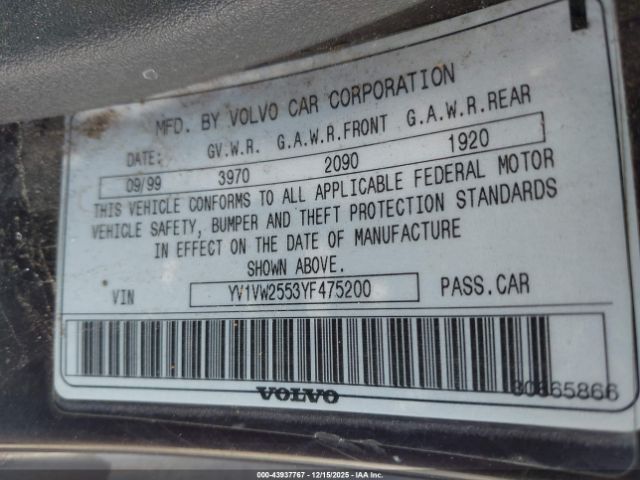 MFD. BY VOLVO CAR CORPORATION
DATE: GV.W.R. G.A.W.R.FRONT G.A.W.R.REAR
09/99 3970 2090 1920
THIS VEHICLE CONFORMS TO ALL APPLICABLE FEDERAL MOTOR
VEHICLE SAFETY, BUMPER AND THEFT PROTECTION STANDARDS
IN EFFECT ON THE DATE OF MANUFACTURE
SHOWN ABOVE.
VIN YV1VW2553YF475200 PASS.CAR
VOLVO 30865866
000-43937767 - 12/15/2025 - IAA Inc.